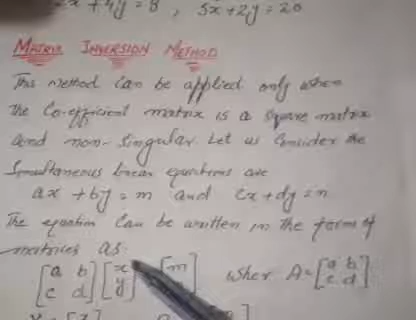 2x + 4y = 8 , 5x + 2y = 20
MATRIX INVERSION METHOD
This method can be applied only when
the Co-efficient matrix is a square matrix
and non-singular. Let us Consider the
Simultaneous linear equations are
ax + by = m and Cx + dy = n
The equation Can be written in the form of
matrices as
[a b] [x] [m] Wher A = [a b]
[c d] [y] [c d]